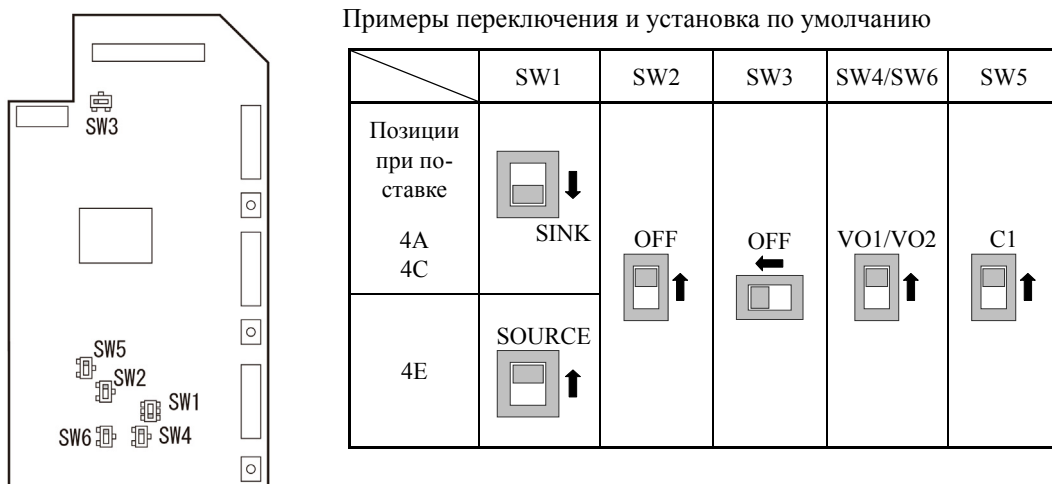 Примеры переключения и установка по умолчанию
SW1 SW2 SW3 SW4/SW6 SW5
Позиции
при по-
ставке
4A
4C
SINK
OFF
OFF
VO1/VO2
C1
4E
SOURCE
SW3
SW5
SW2
SW1
SW6
SW4